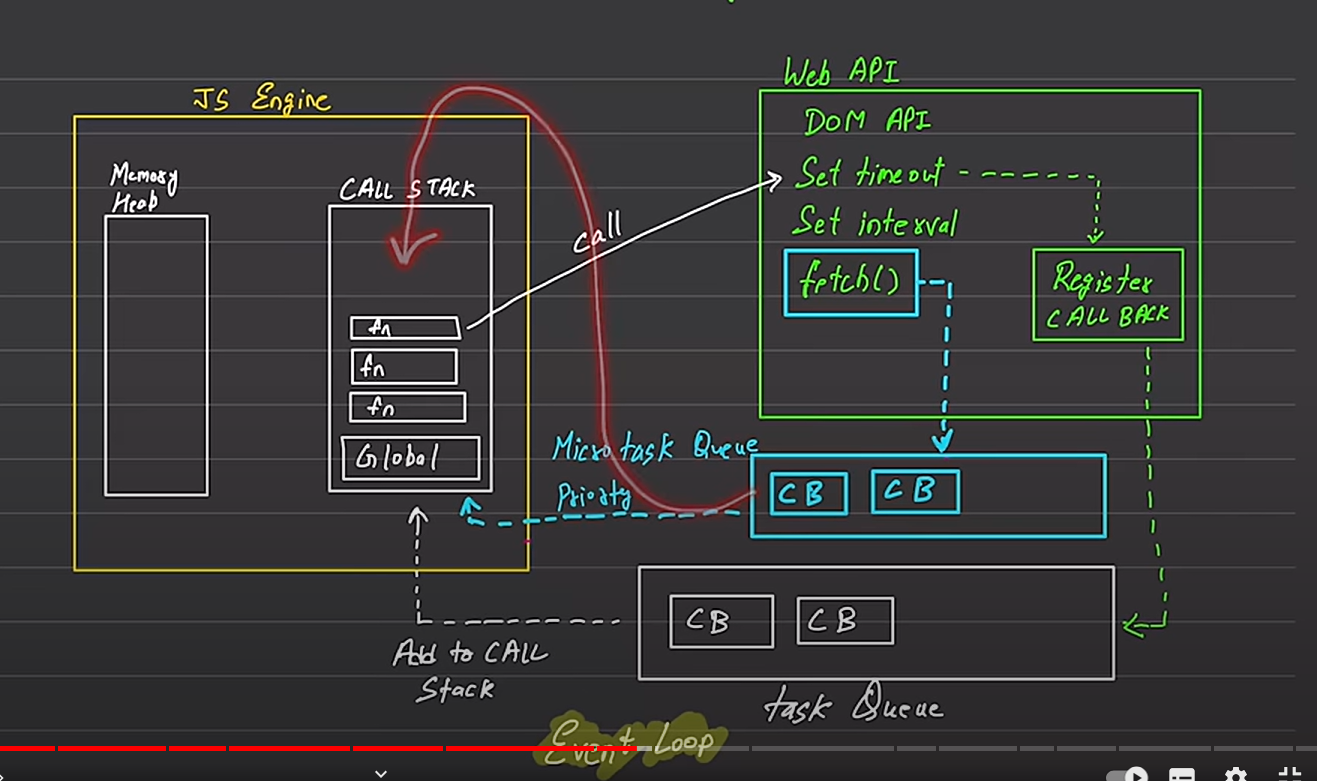 JS Engine
Memory
Heap
CALL STACK
fn
fn
fn
Global
call
Web API
DOM API
Set timeout
Set interval
fetch()
Register
CALL BACK
Micro task Queue
Priority
CB CB
CB CB
Add to CALL
Stack
task Queue
Event Loop